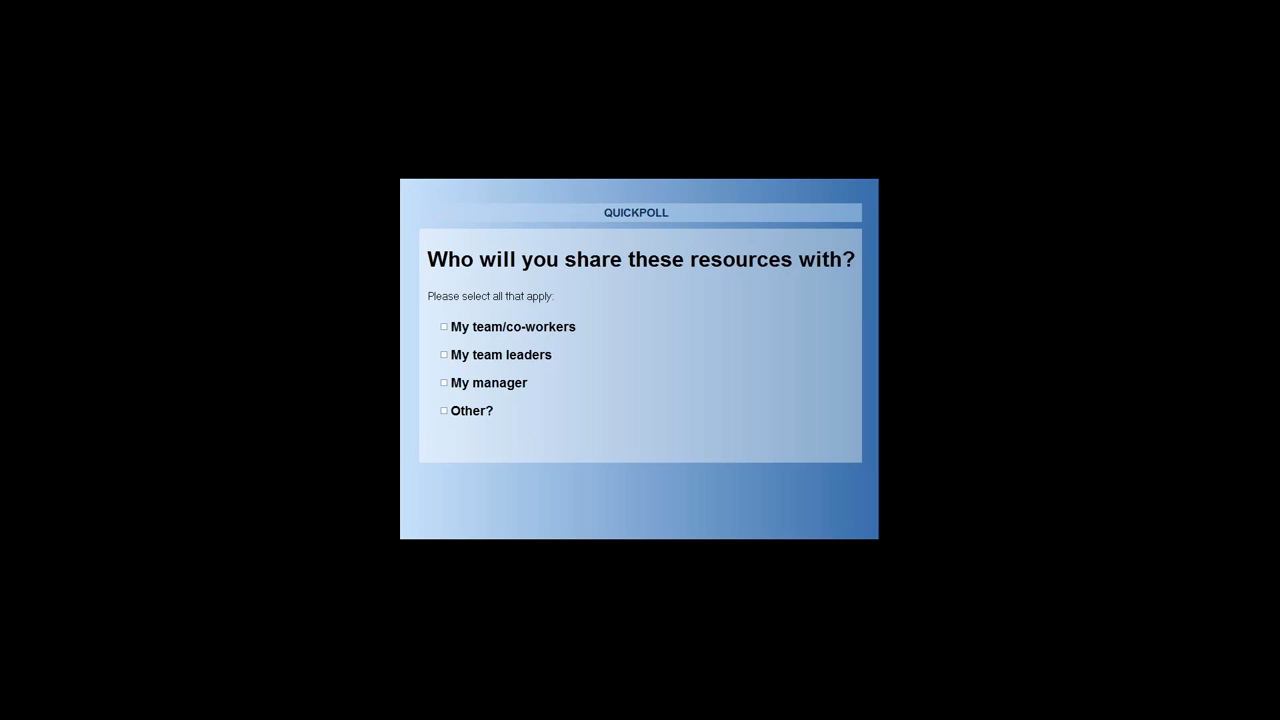 QUICKPOLL
Who will you share these resources with?
Please select all that apply:
My team/co-workers
My team leaders
My manager
Other?